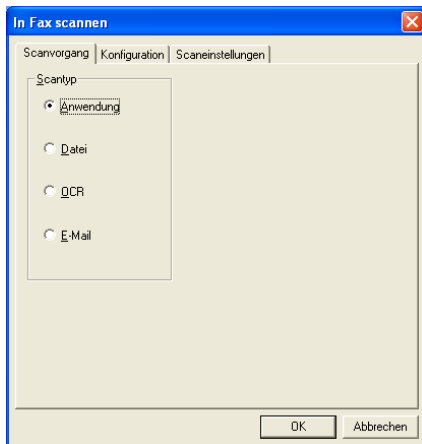 In Fax scannen
Scanvorgang Konfiguration Scaneinstellungen
Scantyp
Anwendung
Datei
OCR
E-Mail
OK Abbrechen